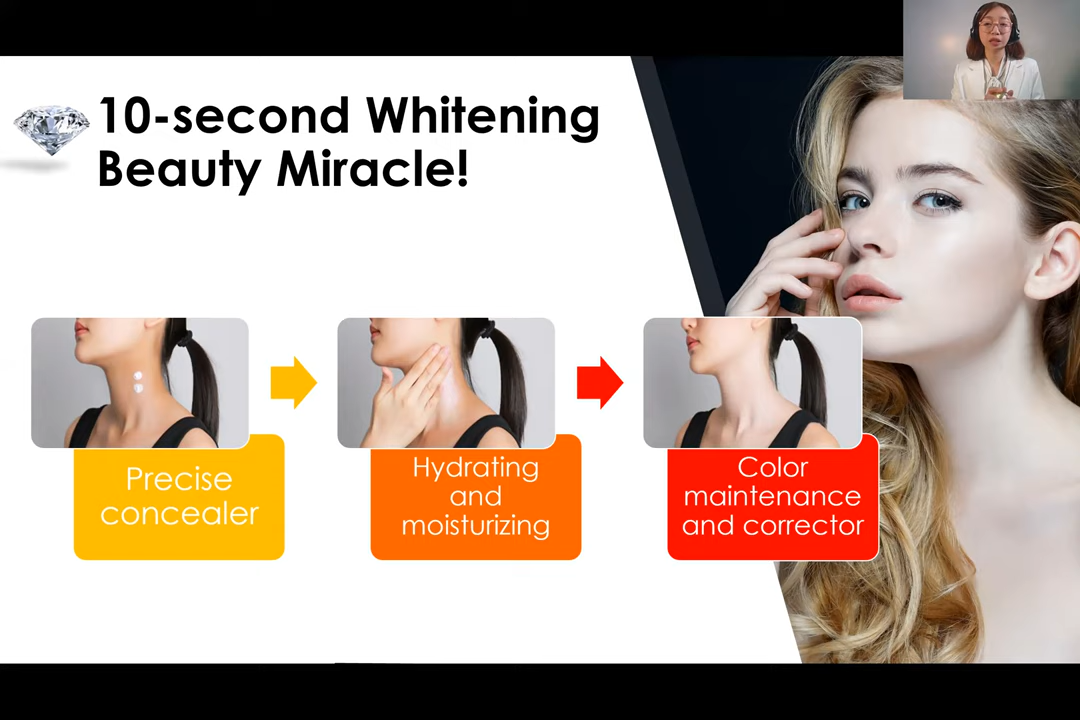 10-second Whitening
Beauty Miracle!
Precise
concealer
Hydrating
and
moisturizing
Color
maintenance
and corrector